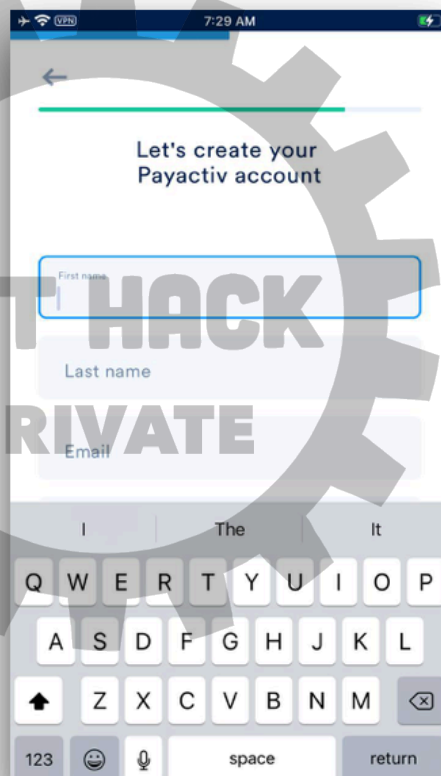 VPN 7:29 AM
Let's create your
Payactiv account
First name
T HACK
Last name
RIVATE
Email
I The It
Q W E R T Y U I O P
A S D F G H J K L
Z X C V B N M
123 space return